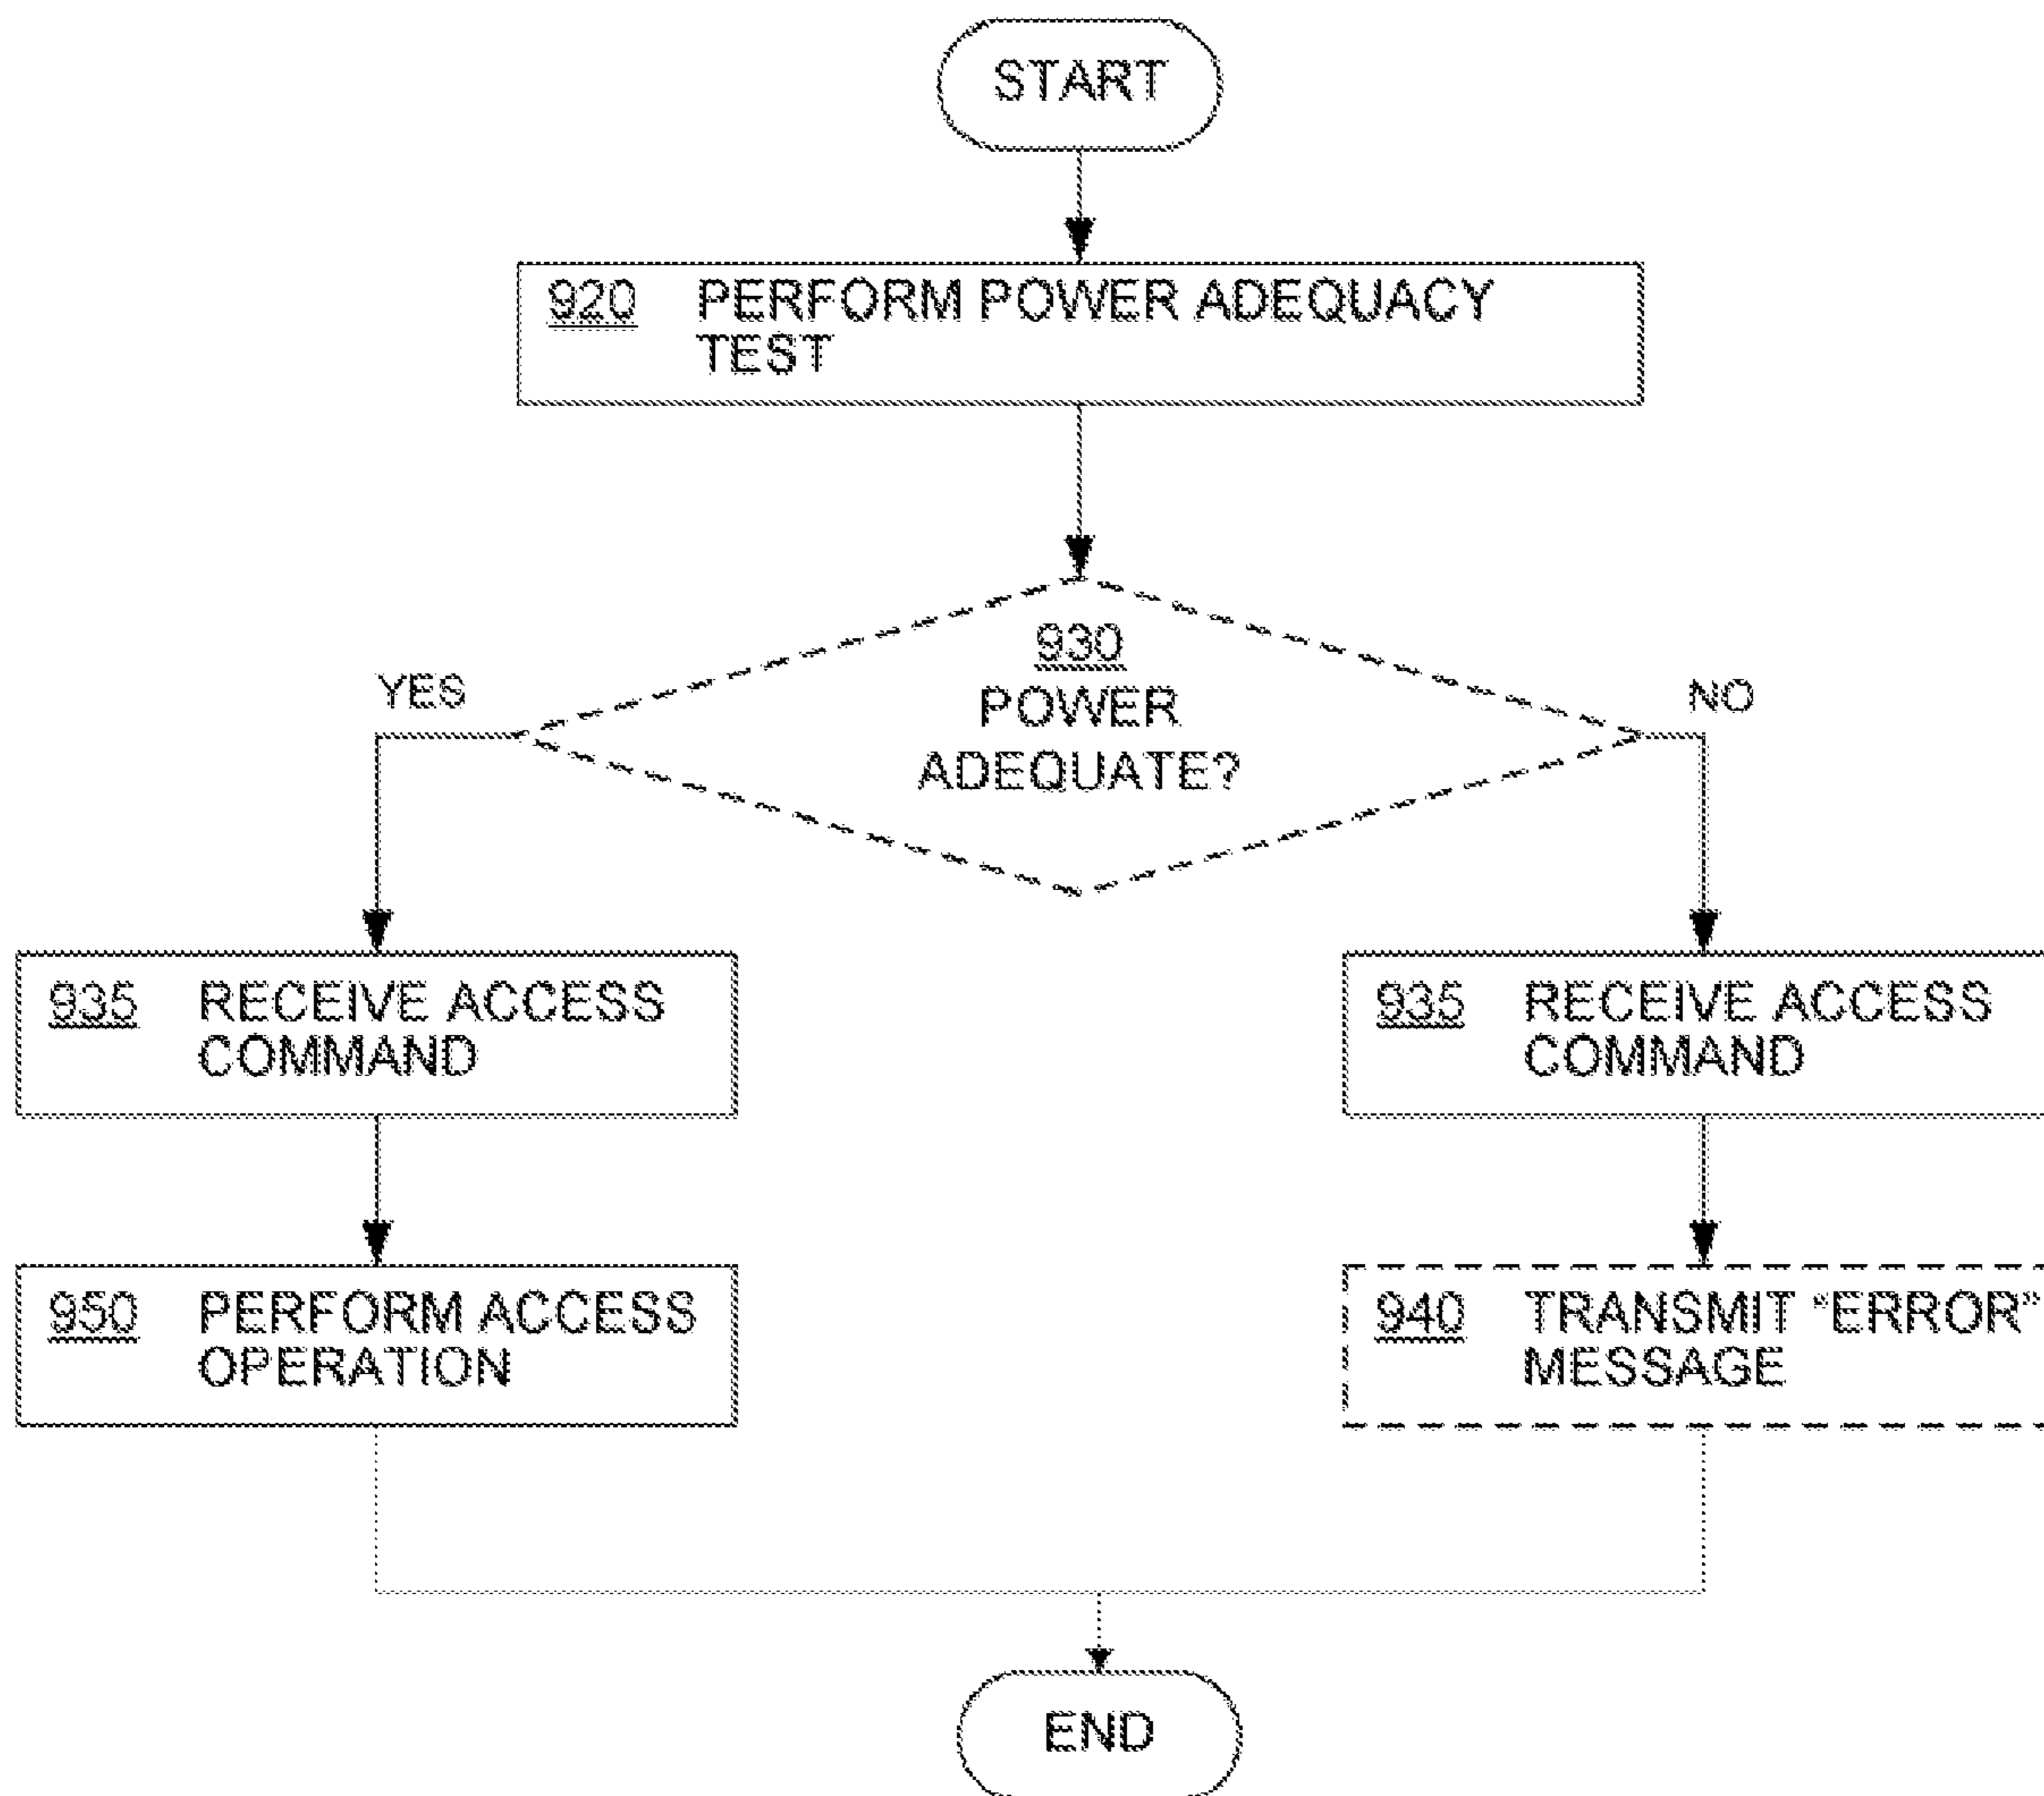 START
920 PERFORM POWER ADEQUACY
TEST
930
POWER
ADEQUATE?
YES
NO
935 RECEIVE ACCESS
COMMAND
935 RECEIVE ACCESS
COMMAND
950 PERFORM ACCESS
OPERATION
940 TRANSMIT “ERROR”
MESSAGE
END